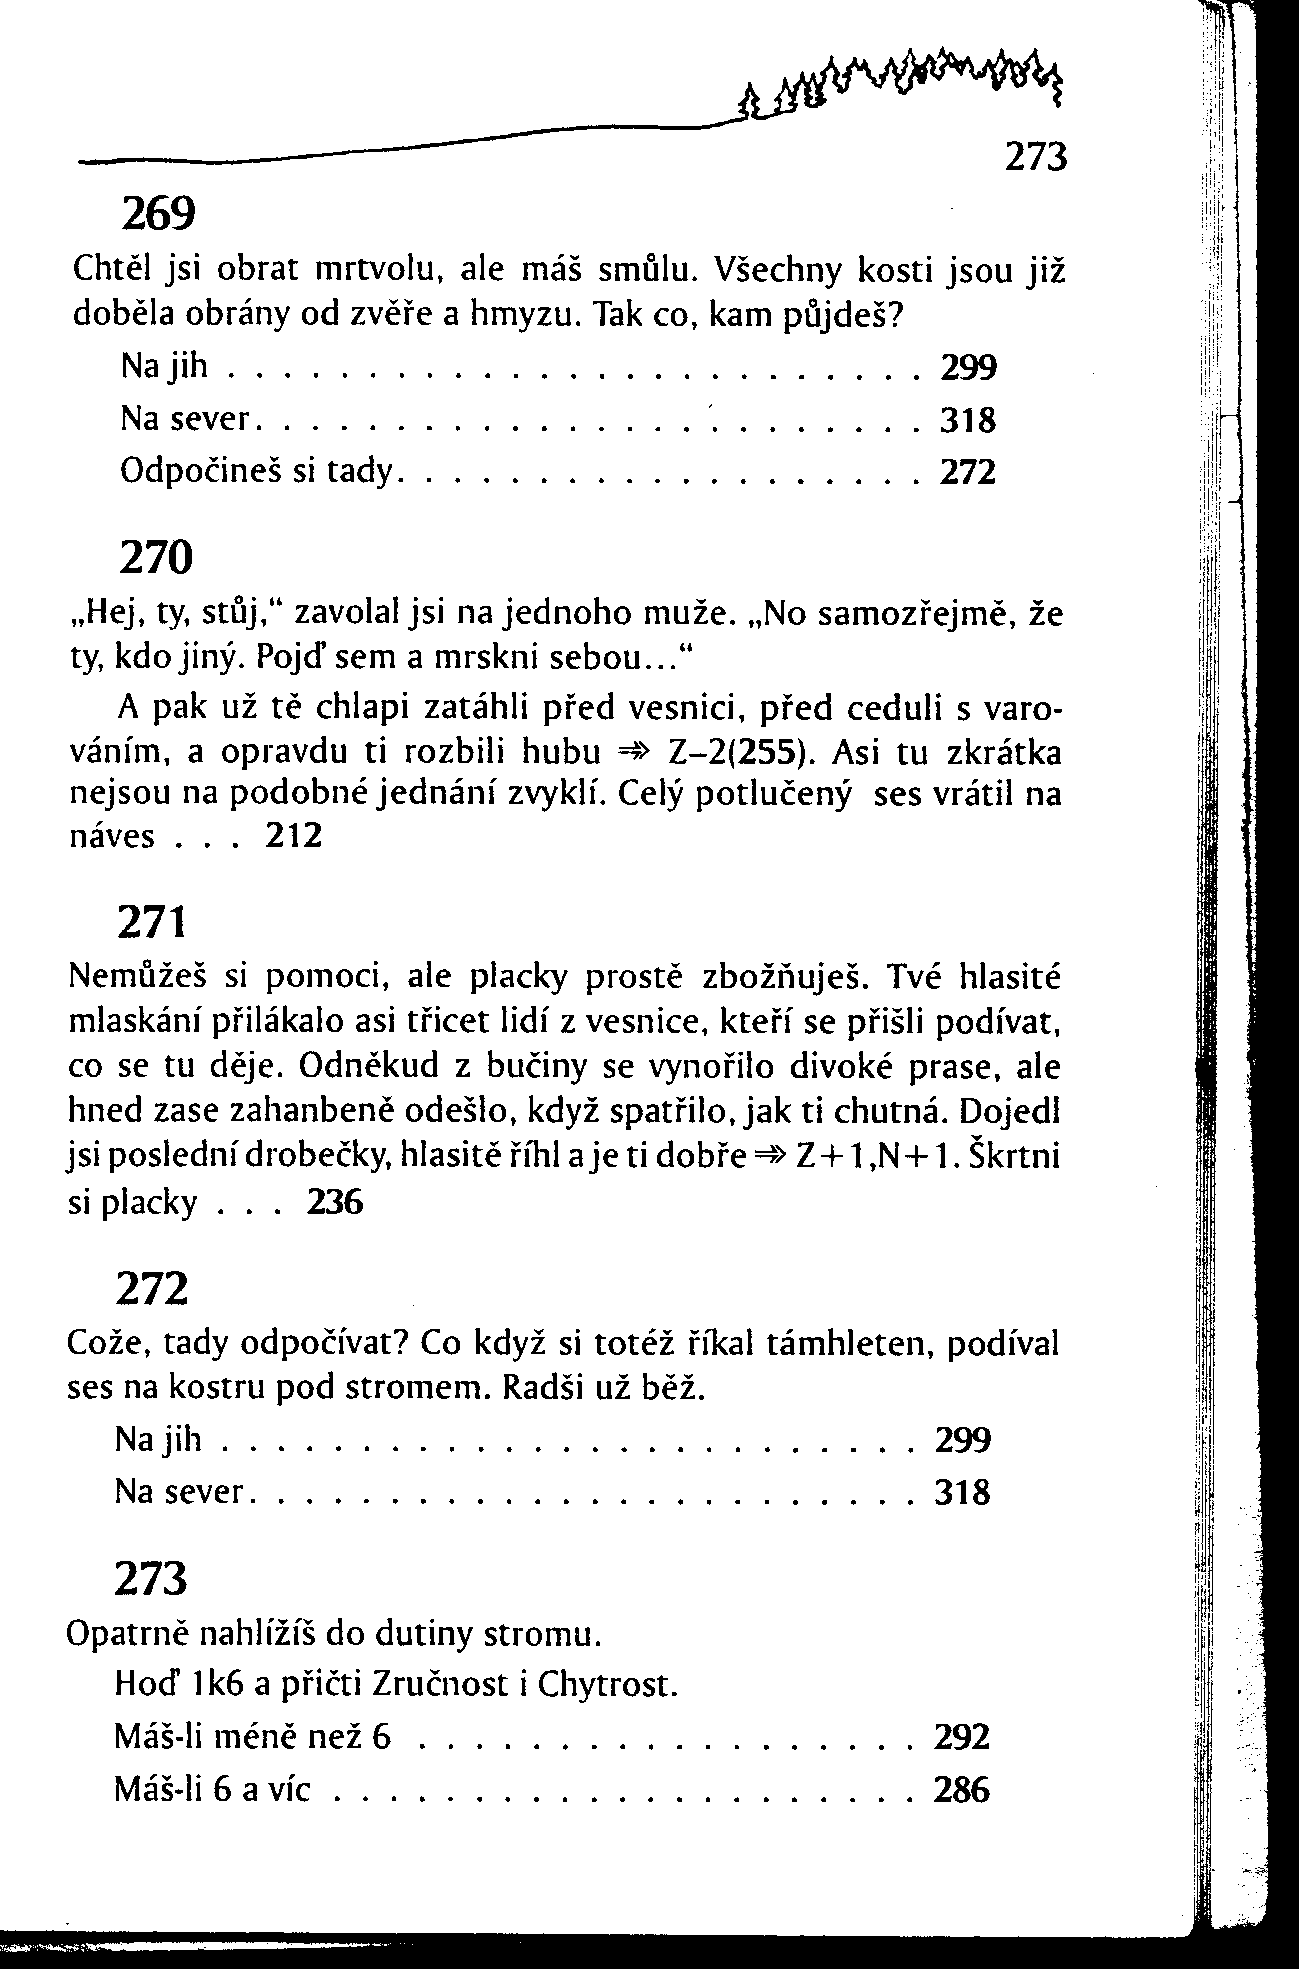 273
269
Chtěl jsi obrat mrtvolu, ale máš smůlu. Všechny kosti jsou již
doběla obrány od zvěře a hmyzu. Tak co, kam půjdeš?
Na jih . . . . . . . . . . . . . . . . . . . . . . . . . 299
Na sever. . . . . . . . . . . . . . . . . . . . . . . . 318
Odpočineš si tady. . . . . . . . . . . . . . . . . . . 272
270
„Hej, ty, stůj,“ zavolal jsi na jednoho muže. „No samozřejmě, že
ty, kdo jiný. Pojď sem a mrskni sebou...“
A pak už tě chlapi zatáhli před vesnici, před ceduli s varo-
váním, a opravdu ti rozbili hubu ⇻ Z–2(255). Asi tu zkrátka
nejsou na podobné jednání zvyklí. Celý potlučený ses vrátil na
náves . . . 212
271
Nemůžeš si pomoci, ale placky prostě zbožňuješ. Tvé hlasité
mlaskání přilákalo asi třicet lidí z vesnice, kteří se přišli podívat,
co se tu děje. Odněkud z bučiny se vynořilo divoké prase, ale
hned zase zahanbeně odešlo, když spatřilo, jak ti chutná. Dojedl
jsi poslední drobečky, hlasitě říhl a je ti dobře ⇻ Z+1,N+1. Škrtni
si placky . . . 236
272
Cože, tady odpočívat? Co když si totéž říkal támhleten, podíval
ses na kostru pod stromem. Radši už běž.
Na jih . . . . . . . . . . . . . . . . . . . . . . . . . 299
Na sever. . . . . . . . . . . . . . . . . . . . . . . . 318
273
Opatrně nahlížíš do dutiny stromu.
Hoď 1k6 a přičti Zručnost i Chytrost.
Máš-li méně než 6 . . . . . . . . . . . . . . . . . . 292
Máš-li 6 a víc . . . . . . . . . . . . . . . . . . . . . 286